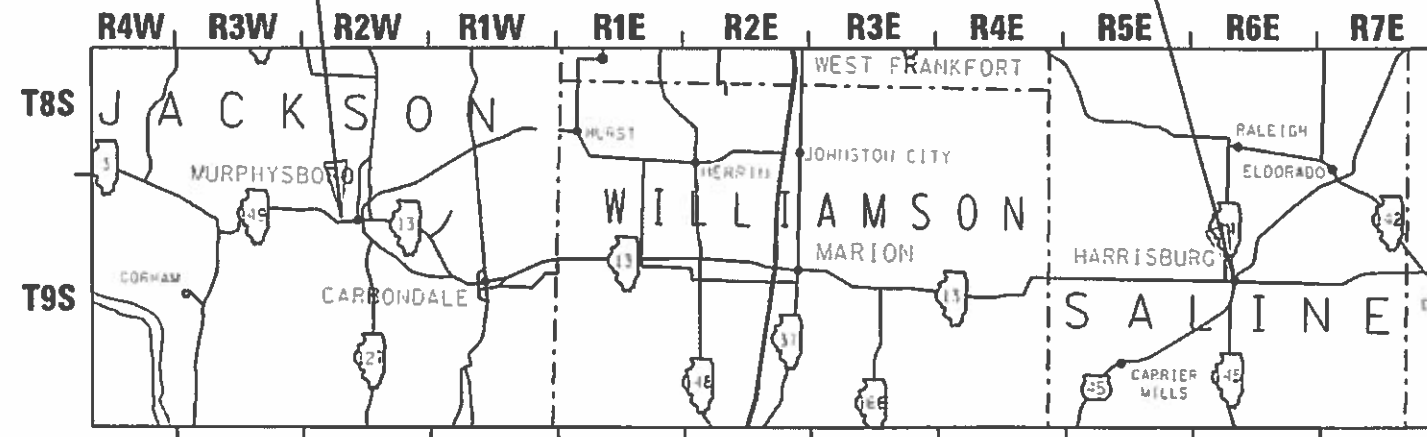 R4W R3W R2W R1W R1E R2E R3E R4E R5E R6E R7E
WEST FRANKFORT
T8S
JACKSON
HURST
RALEIGH
JOHNSTON CITY
3
MURPHYSBORO
HERRIN
ELDORADO
149
13
WILLIAMSON
142
13
MARION
HARRISBURG
GORHAM
CARBONDALE
13
T9S
SALINE
37
127
148
45
CARRIER
MILLS
145
166